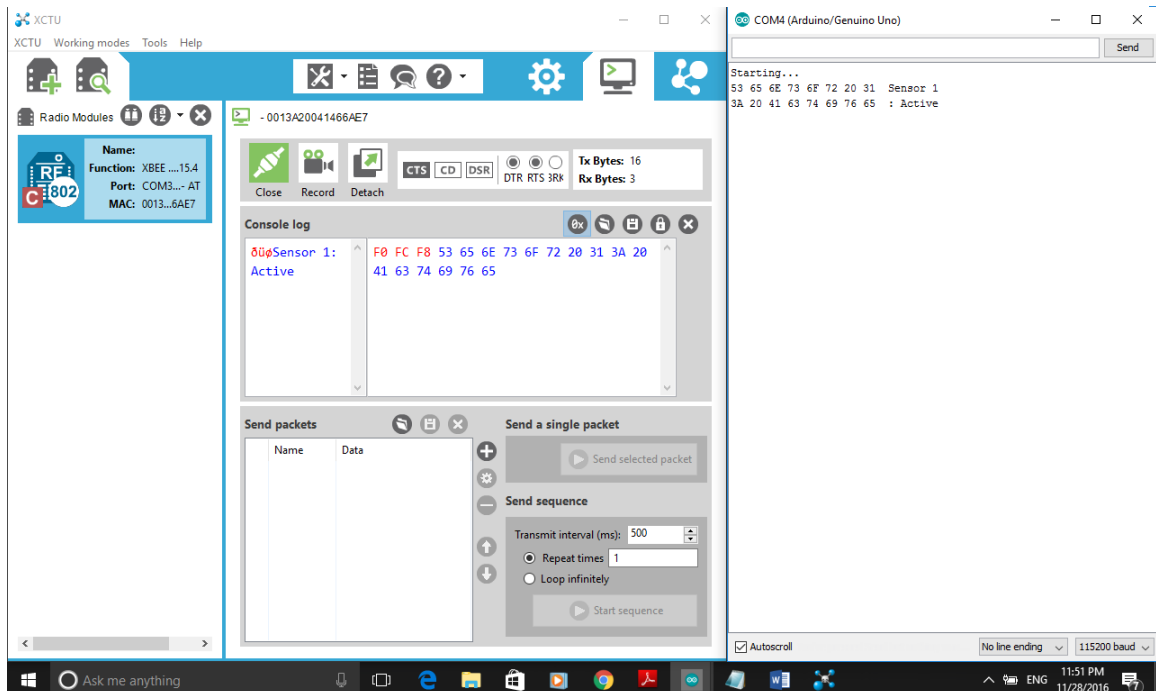 XCTU
XCTU Working modes Tools Help
Radio Modules
Name:
Function: XBEE ....15.4
Port: COM3...- AT
MAC: 0013...6AE7
RF
C 802
- 0013A20041466AE7
Close Record Detach
CTS CD DSR
DTR RTS BRK
Tx Bytes: 16
Rx Bytes: 3
Console log
0x
ðüøSensor 1:
Active
F0 FC F8 53 65 6E 73 6F 72 20 31 3A 20
41 63 74 69 76 65
Send packets
Name Data
Send a single packet
Send selected packet
Send sequence
Transmit interval (ms): 500
Repeat times 1
Loop infinitely
Start sequence
COM4 (Arduino/Genuino Uno)
Send
Starting...
53 65 6E 73 6F 72 20 31 Sensor 1
3A 20 41 63 74 69 76 65 : Active
Autoscroll
No line ending
115200 baud
Ask me anything
ENG
11:51 PM
11/28/2016
7